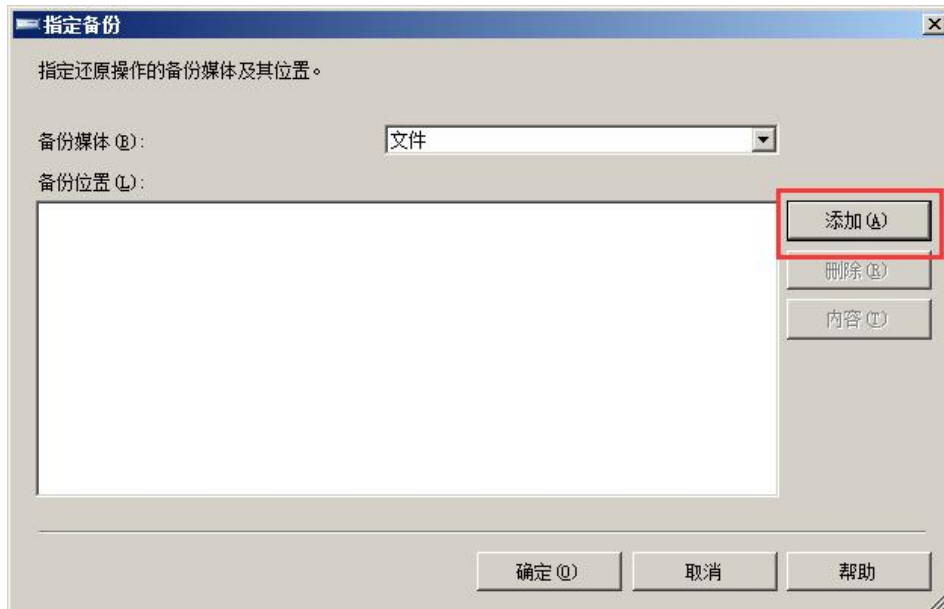 指定备份
指定还原操作的备份媒体及其位置。
备份媒体(B):
文件
备份位置(L):
添加(A)
删除(R)
内容(T)
确定(O)
取消
帮助